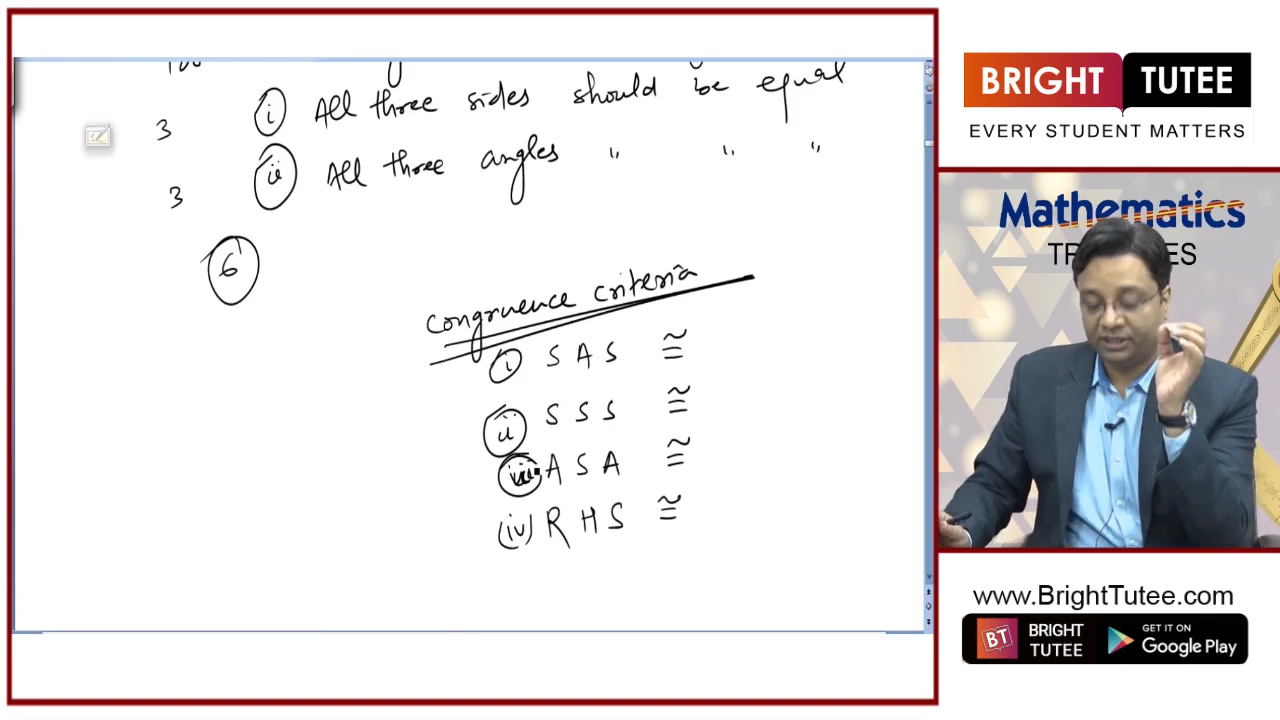 (i) All three sides should be equal
3
(ii) All three angles " " "
3
6
Congruence criteria
(i) S A S ≅
(ii) S S S ≅
(iii) A S A ≅
(iv) R H S ≅
BRIGHT TUTEE
EVERY STUDENT MATTERS
Mathematics
www.BrightTutee.com
BT BRIGHT TUTEE
GET IT ON
Google Play